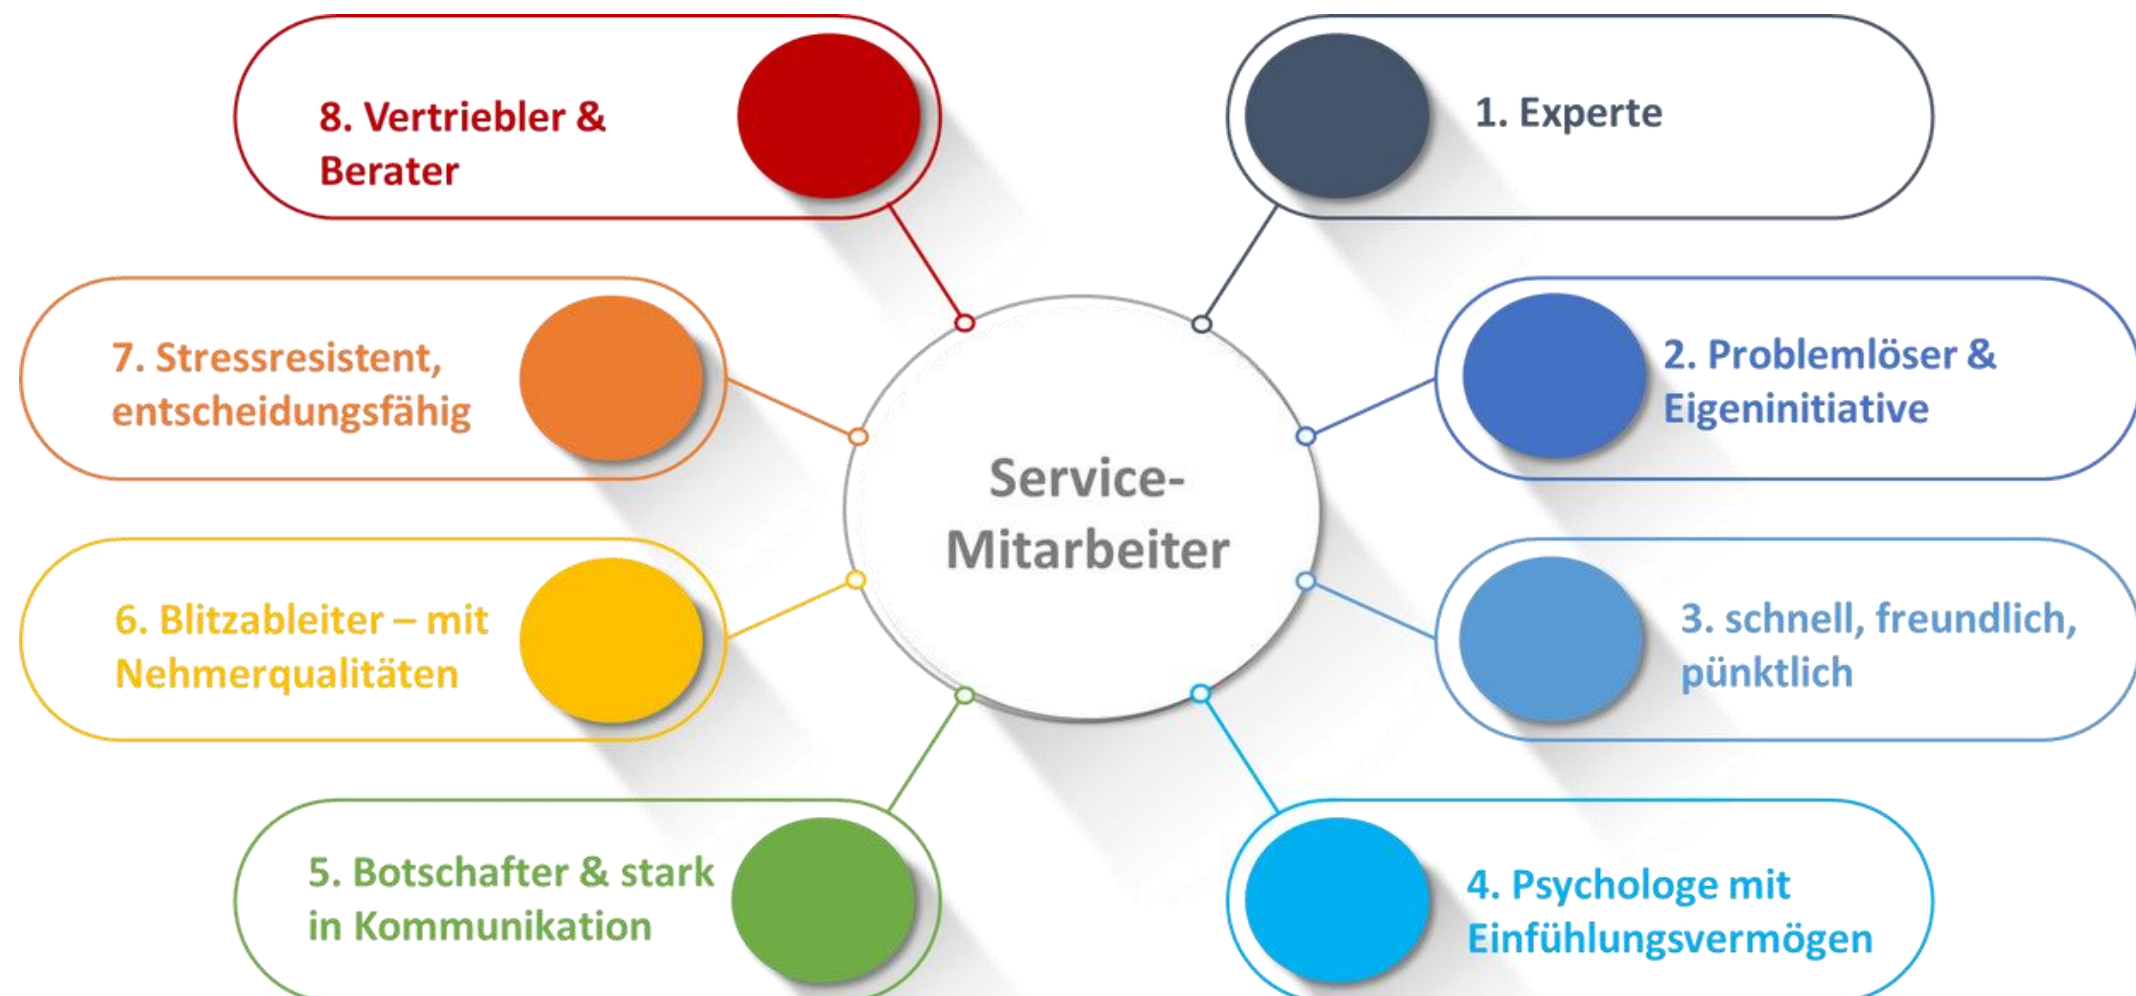 Service-
Mitarbeiter
1. Experte
2. Problemlöser &
Eigeninitiative
3. schnell, freundlich,
pünktlich
4. Psychologe mit
Einfühlungsvermögen
5. Botschafter & stark
in Kommunikation
6. Blitzableiter – mit
Nehmerqualitäten
7. Stressresistent,
entscheidungsfähig
8. Vertriebler &
Berater